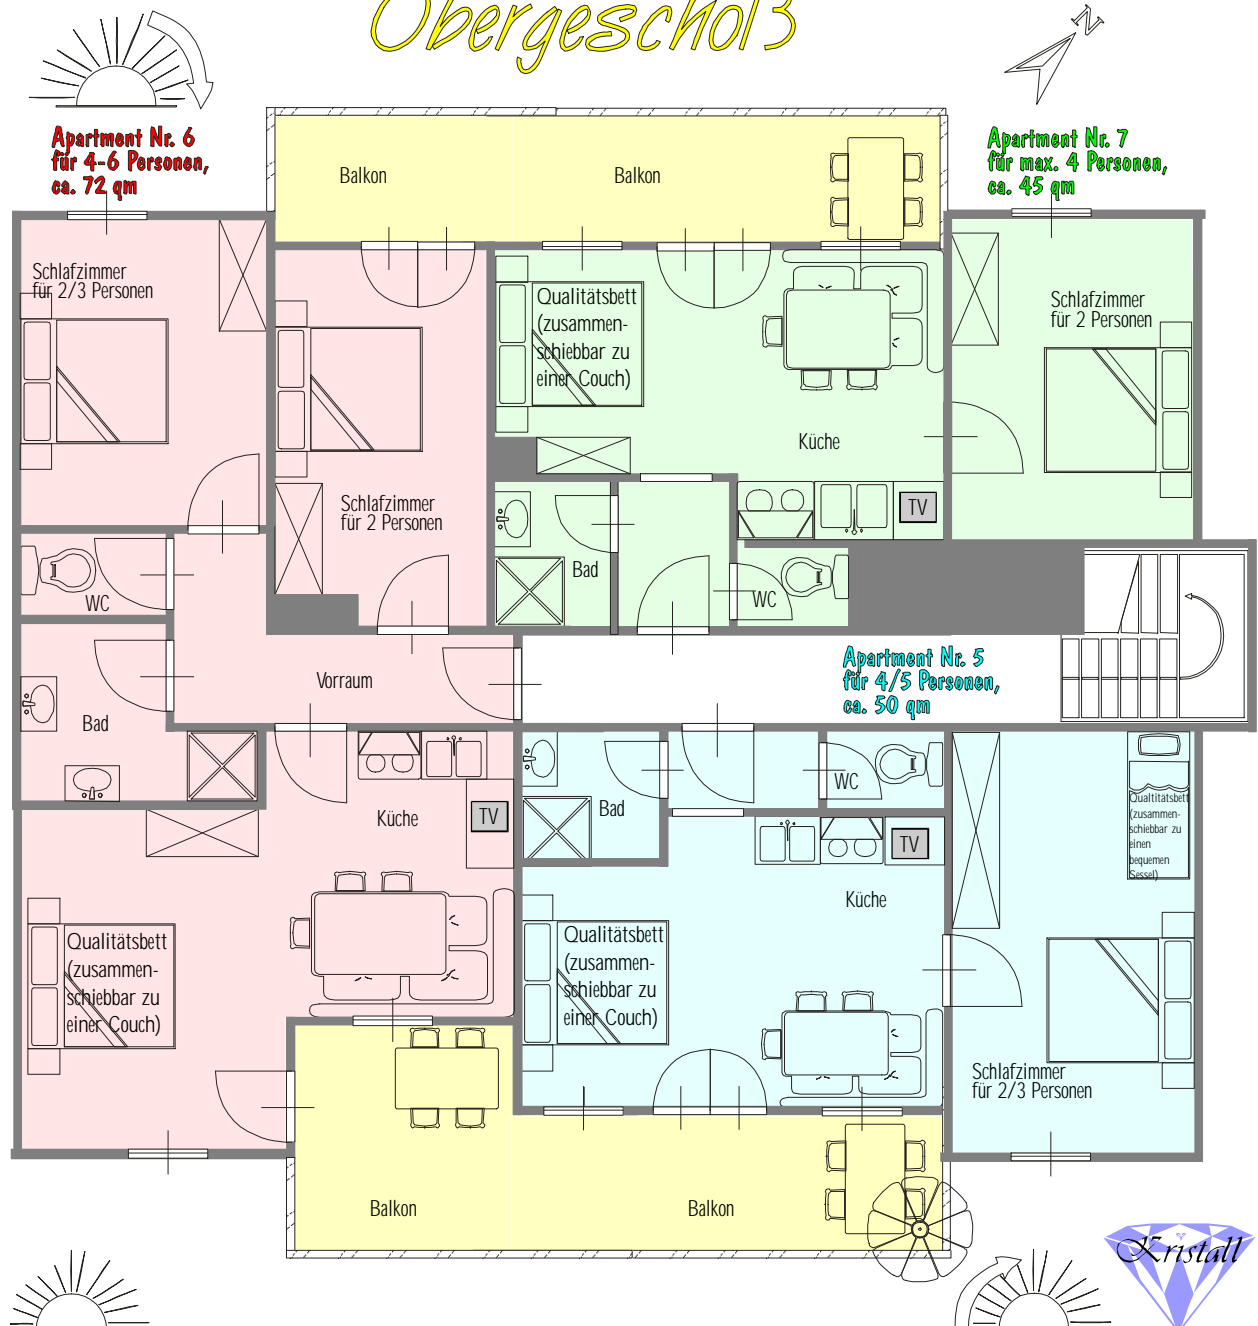 Obergeschoß
N
Apartment Nr. 6
für 4-6 Personen,
ca. 72 qm
Apartment Nr. 7
für max. 4 Personen,
ca. 45 qm
Balkon
Balkon
Schlafzimmer
für 2/3 Personen
Qualitätsbett
(zusammen-
schiebbar zu
einer Couch)
Schlafzimmer
für 2 Personen
Küche
Schlafzimmer
für 2 Personen
TV
Bad
WC
WC
Apartment Nr. 5
für 4/5 Personen,
ca. 50 qm
Vorraum
Bad
Küche
TV
Bad
WC
Qualtitätsbett
(zusammen-
schiebbar zu
einen
bequemen
Sessel)
TV
Küche
Qualitätsbett
(zusammen-
schiebbar zu
einer Couch)
Qualitätsbett
(zusammen-
schiebbar zu
einer Couch)
Schlafzimmer
für 2/3 Personen
Balkon
Balkon
Kristall